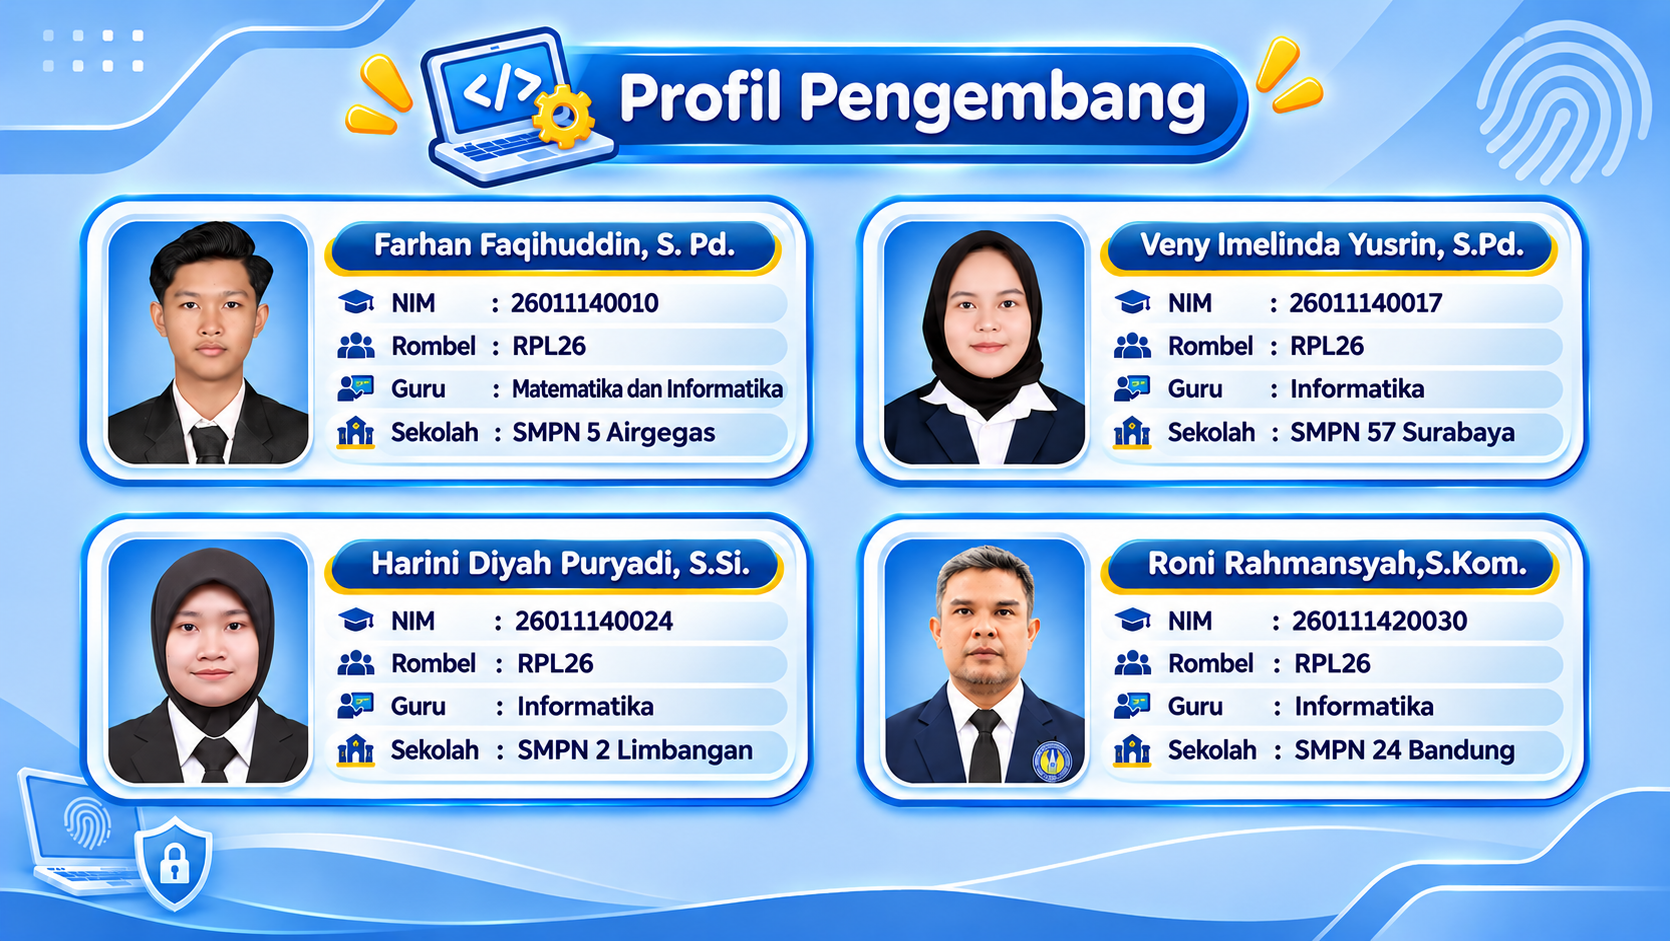 </>
Profil Pengembang
Farhan Faqihuddin, S. Pd.
NIM : 26011140010
Rombel : RPL26
Guru : Matematika dan Informatika
Sekolah : SMPN 5 Airgegas
Veny Imelinda Yusrin, S.Pd.
NIM : 26011140017
Rombel : RPL26
Guru : Informatika
Sekolah : SMPN 57 Surabaya
Harini Diyah Puryadi, S.Si.
NIM : 26011140024
Rombel : RPL26
Guru : Informatika
Sekolah : SMPN 2 Limbangan
Roni Rahmansyah,S.Kom.
NIM : 260111420030
Rombel : RPL26
Guru : Informatika
Sekolah : SMPN 24 Bandung